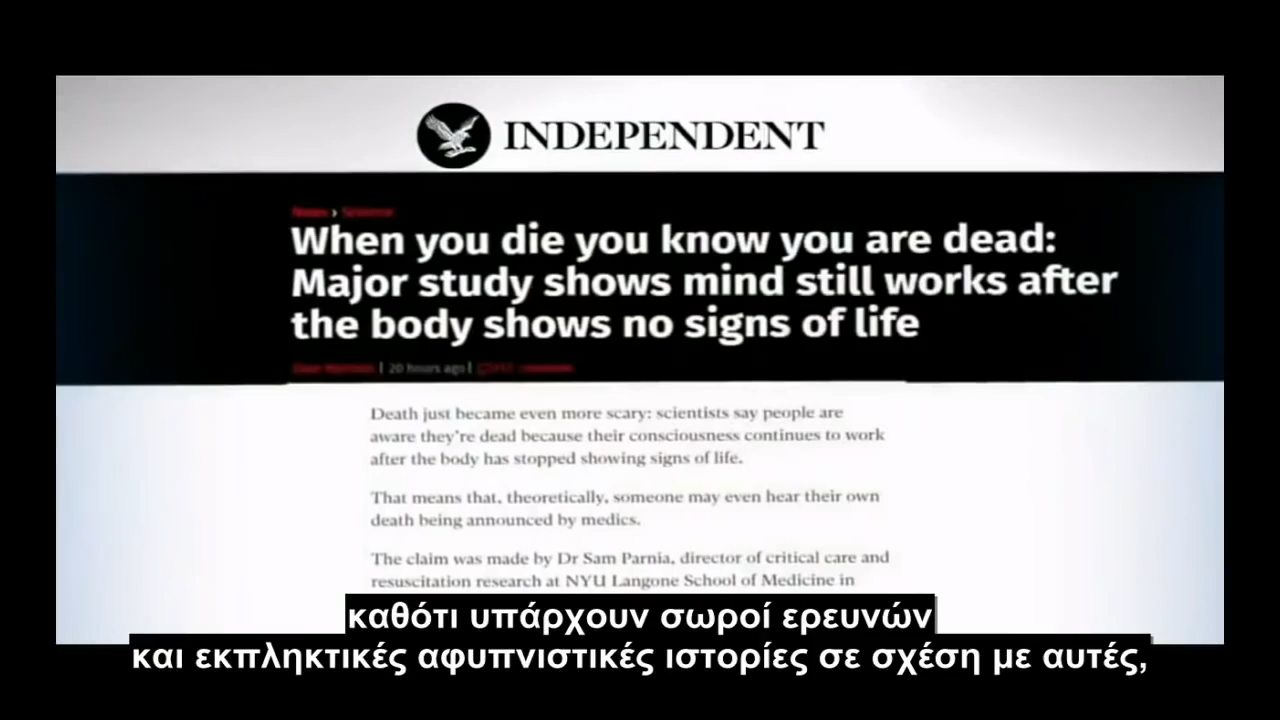 INDEPENDENT
News › Science
When you die you know you are dead:
Major study shows mind still works after
the body shows no signs of life
| 20 hours ago |
Death just became even more scary: scientists say people are
aware they're dead because their consciousness continues to work
after the body has stopped showing signs of life.
That means that, theoretically, someone may even hear their own
death being announced by medics.
The claim was made by Dr Sam Parnia, director of critical care and
resuscitation research at NYU Langone School of Medicine in
καθότι υπάρχουν σωροί ερευνών
και εκπληκτικές αφυπνιστικές ιστορίες σε σχέση με αυτές,